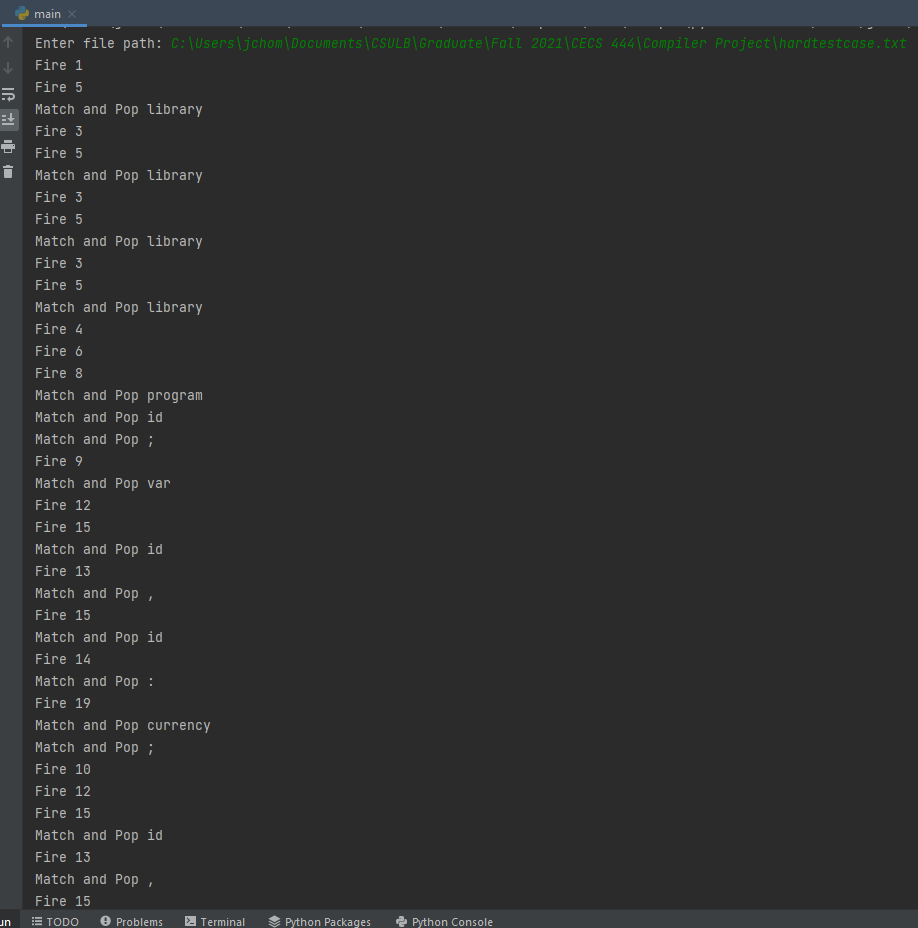 main
Enter file path: C:\Users\jchom\Documents\CSULB\Graduate\Fall 2021\CECS 444\Compiler Project\hardtestcase.txt
Fire 1
Fire 5
Match and Pop library
Fire 3
Fire 5
Match and Pop library
Fire 3
Fire 5
Match and Pop library
Fire 3
Fire 5
Match and Pop library
Fire 4
Fire 6
Fire 8
Match and Pop program
Match and Pop id
Match and Pop ;
Fire 9
Match and Pop var
Fire 12
Fire 15
Match and Pop id
Fire 13
Match and Pop ,
Fire 15
Match and Pop id
Fire 14
Match and Pop :
Fire 19
Match and Pop currency
Match and Pop ;
Fire 10
Fire 12
Fire 15
Match and Pop id
Fire 13
Match and Pop ,
Fire 15
un TODO Problems Terminal Python Packages Python Console